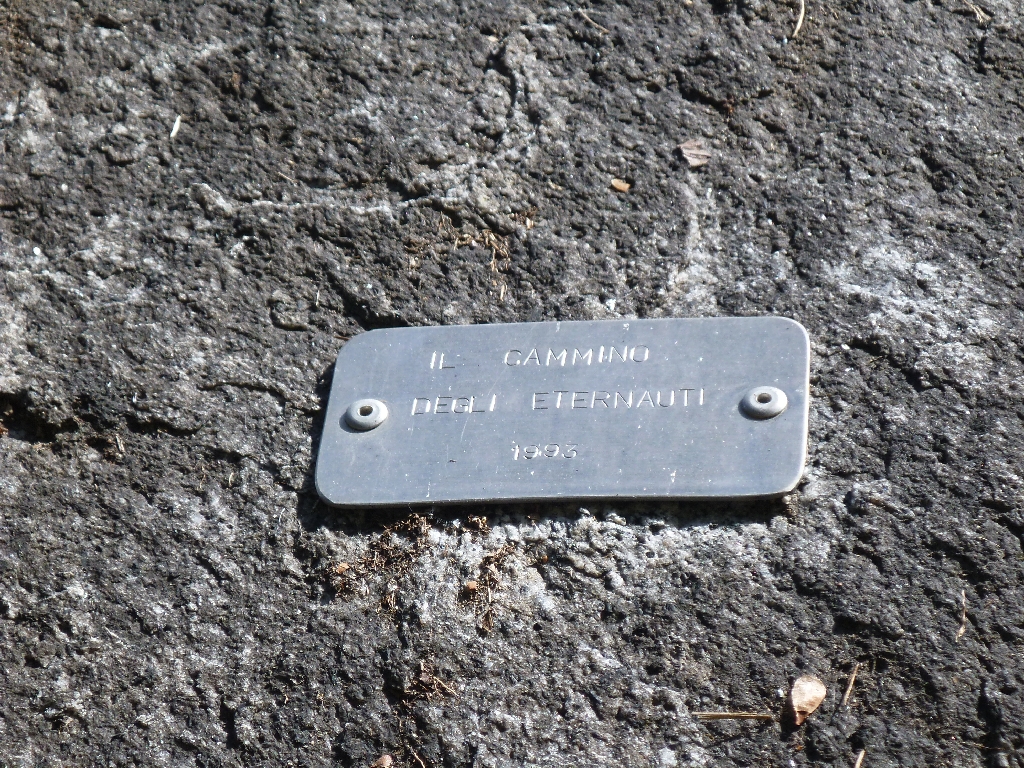 IL CAMMINO
DEGLI ETERNAUTI
1993